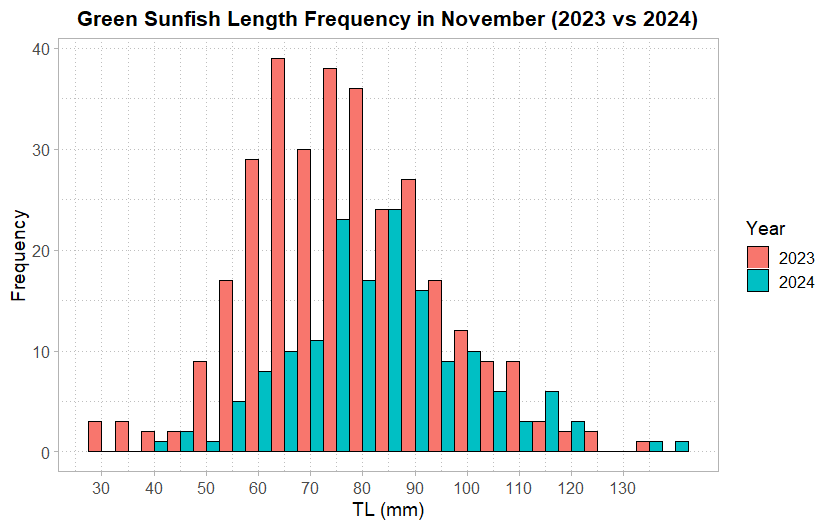 Green Sunfish Length Frequency in November (2023 vs 2024)
40
30
20
10
0
Frequency
30 40 50 60 70 80 90 100 110 120 130
TL (mm)
Year
2023
2024